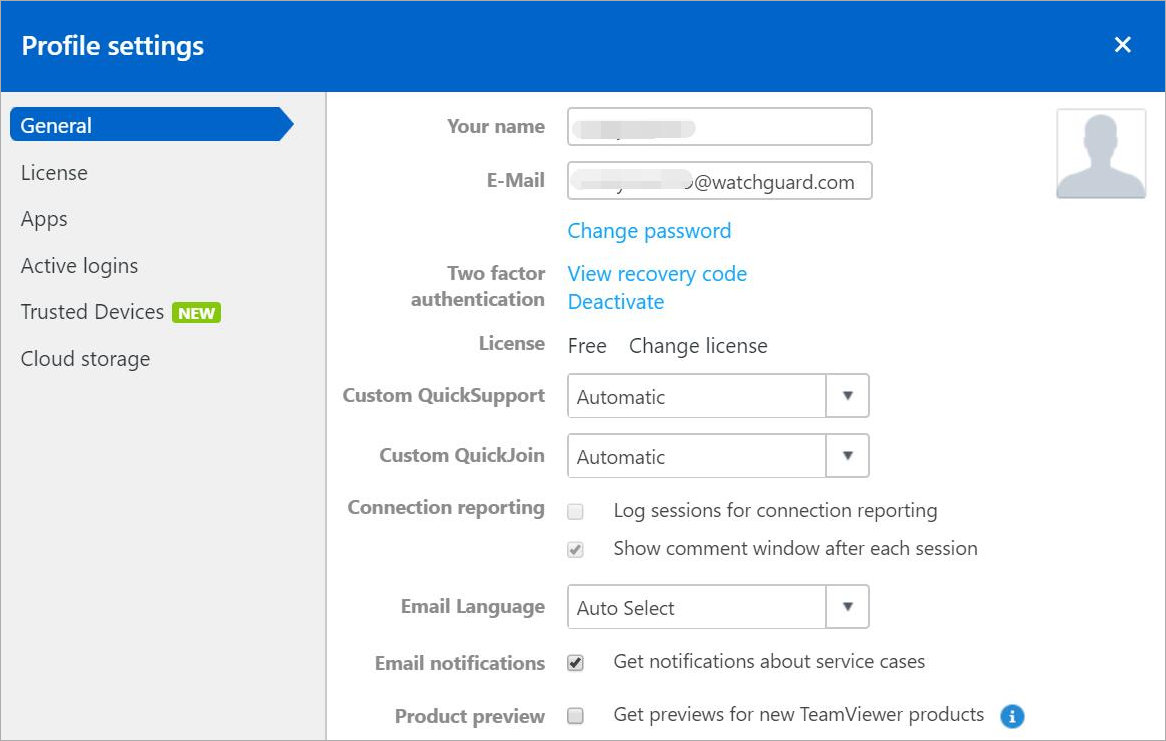 Profile settings
General
License
Apps
Active logins
Trusted Devices NEW
Cloud storage
Your name
E-Mail @watchguard.com
Change password
Two factor
authentication
View recovery code
Deactivate
License Free Change license
Custom QuickSupport Automatic
Custom QuickJoin Automatic
Connection reporting Log sessions for connection reporting
Show comment window after each session
Email Language Auto Select
Email notifications Get notifications about service cases
Product preview Get previews for new TeamViewer products